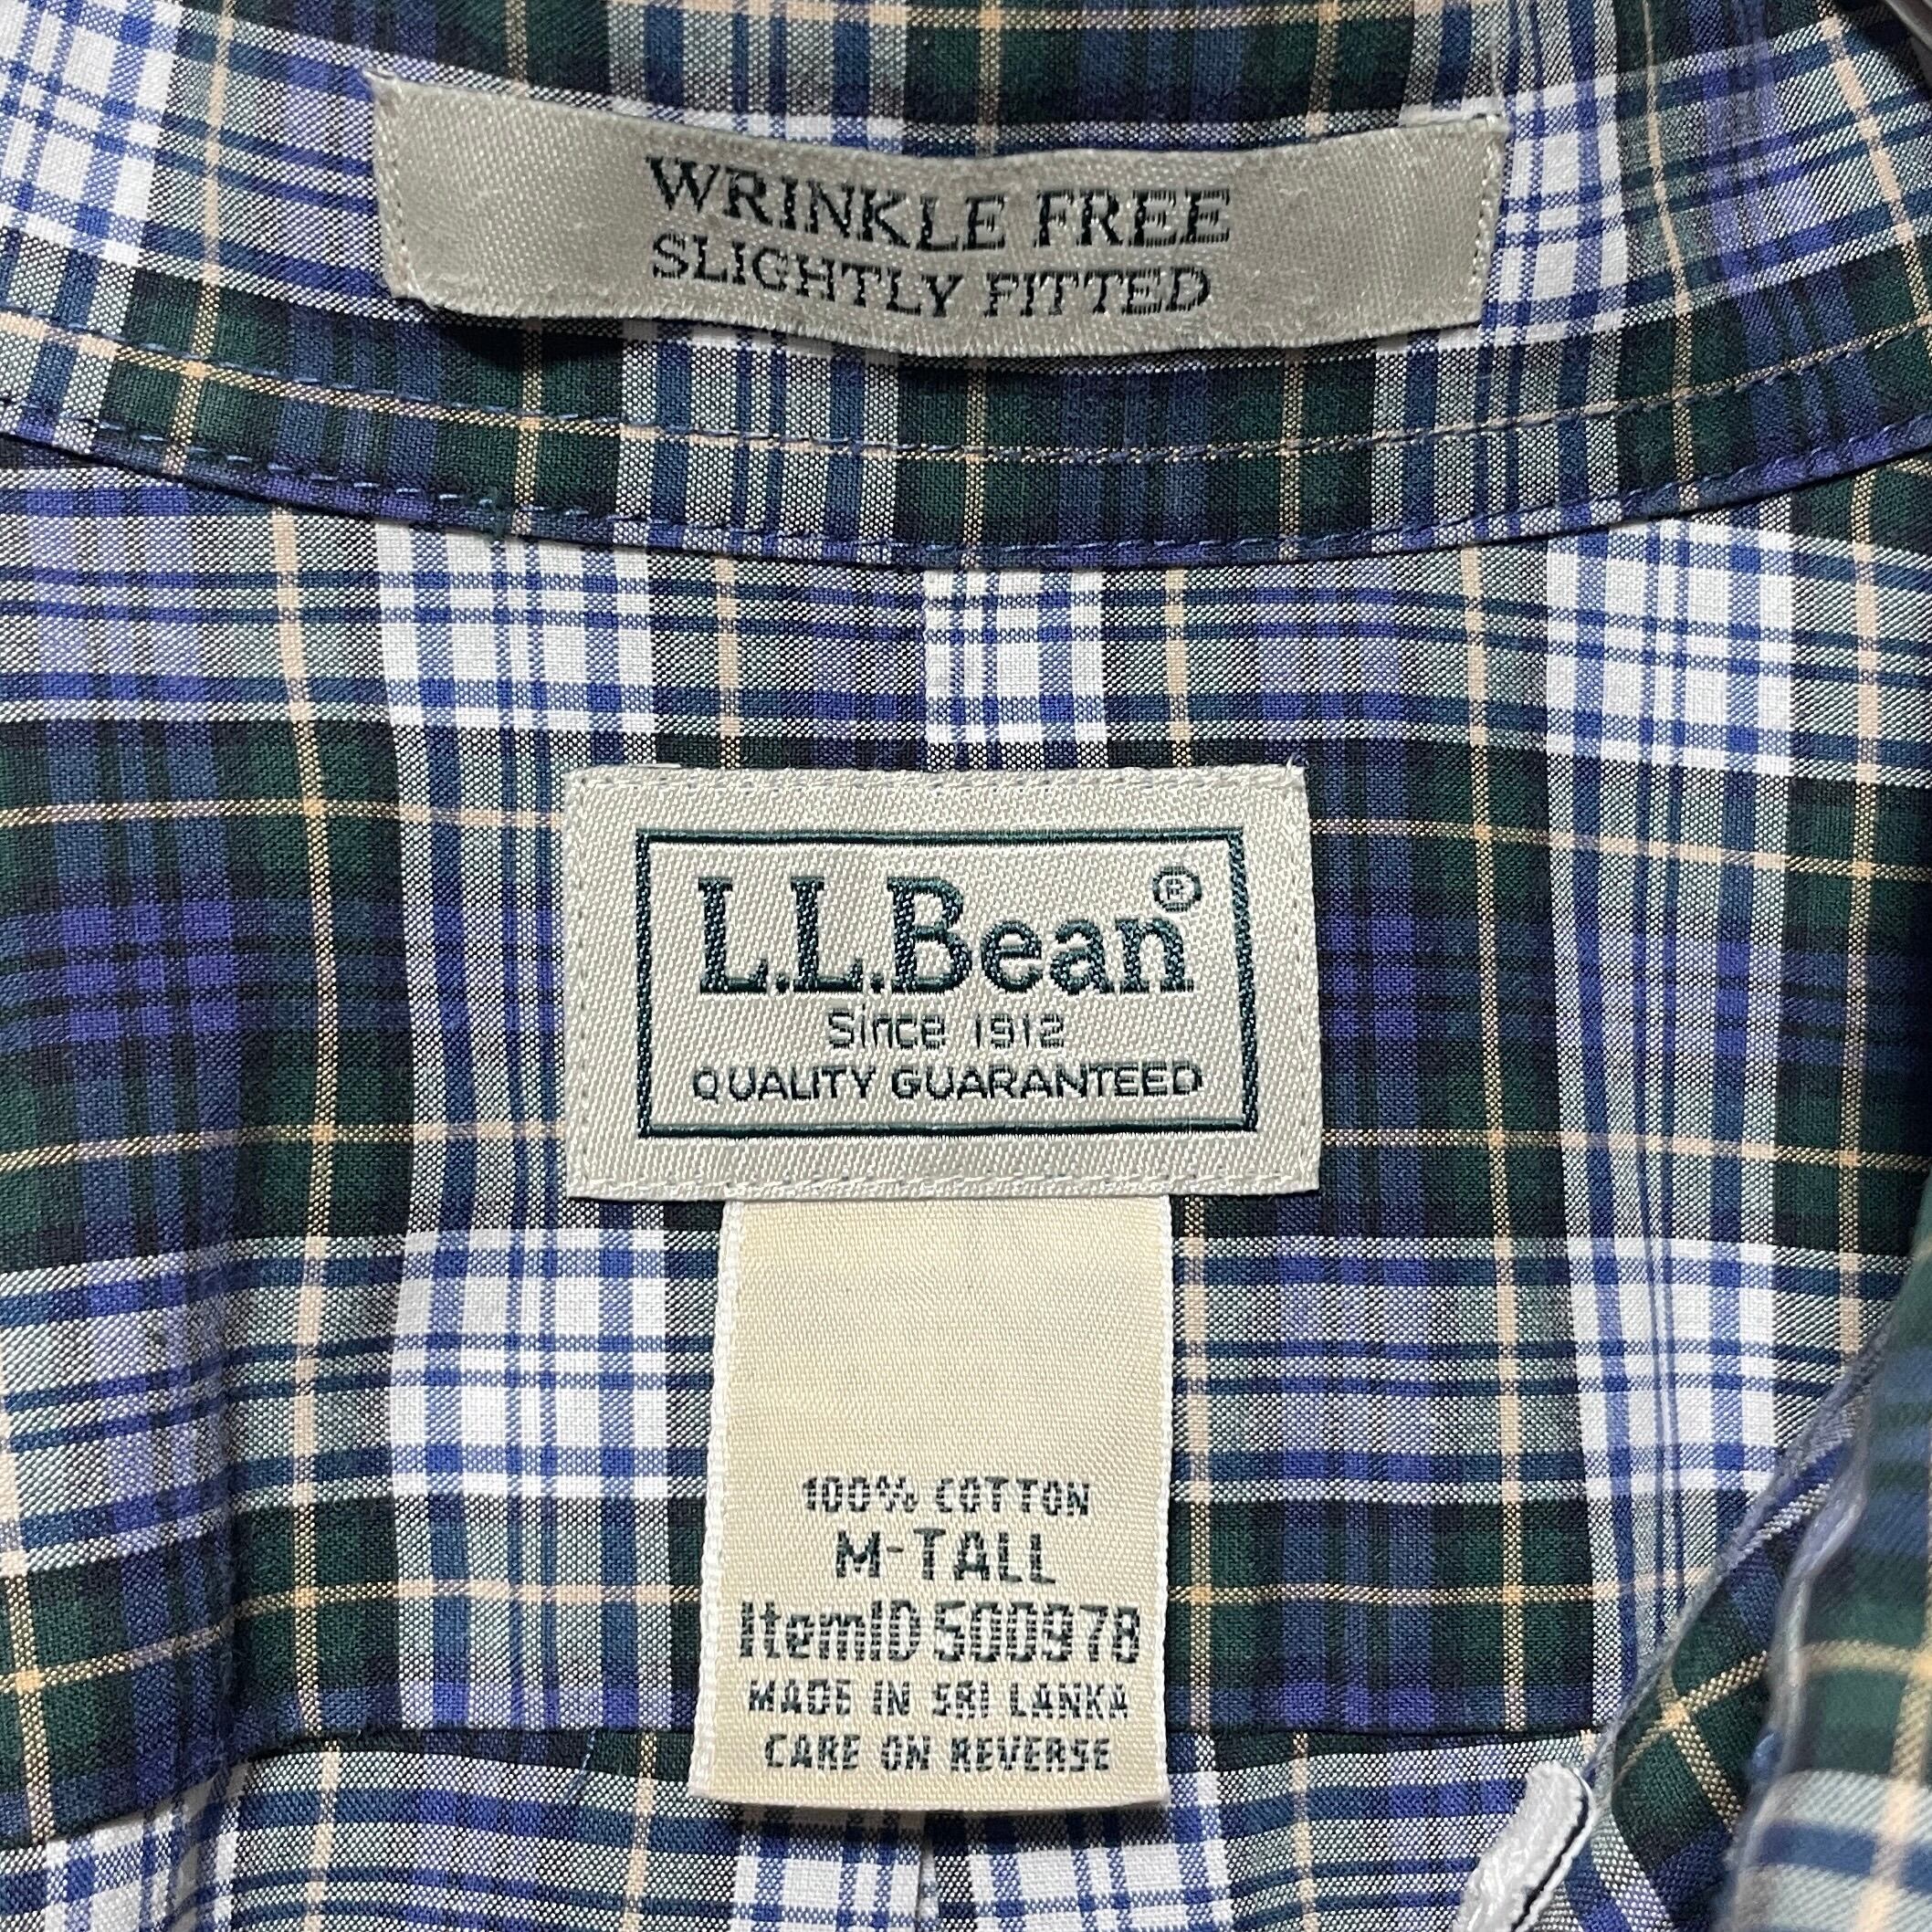 WRINKLE FREE
SLIGHTLY FITTED
L.L.Bean®
Since 1912
QUALITY GUARANTEED
100% COTTON
M-TALL
ItemID 500978
MADE IN SRI LANKA
CARE ON REVERSE